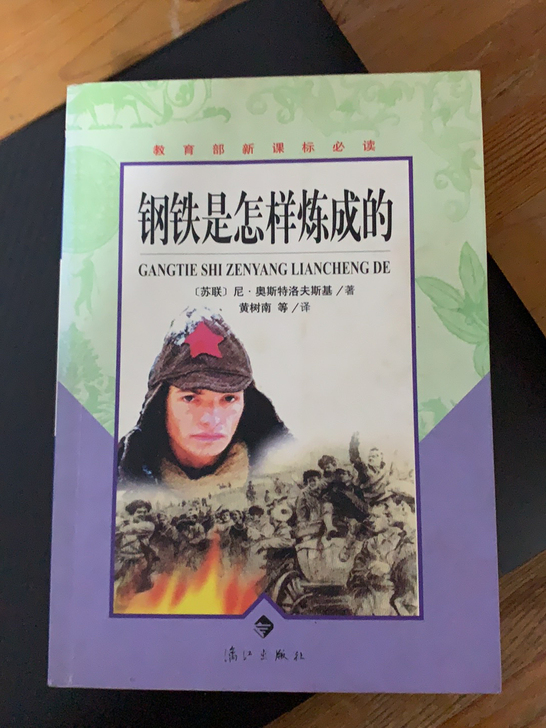 教育部新课标必读
钢铁是怎样炼成的
GANGTIE SHI ZENYANG LIANCHENG DE
〔苏联〕尼·奥斯特洛夫斯基/著
黄树南 等/译
漓江出版社